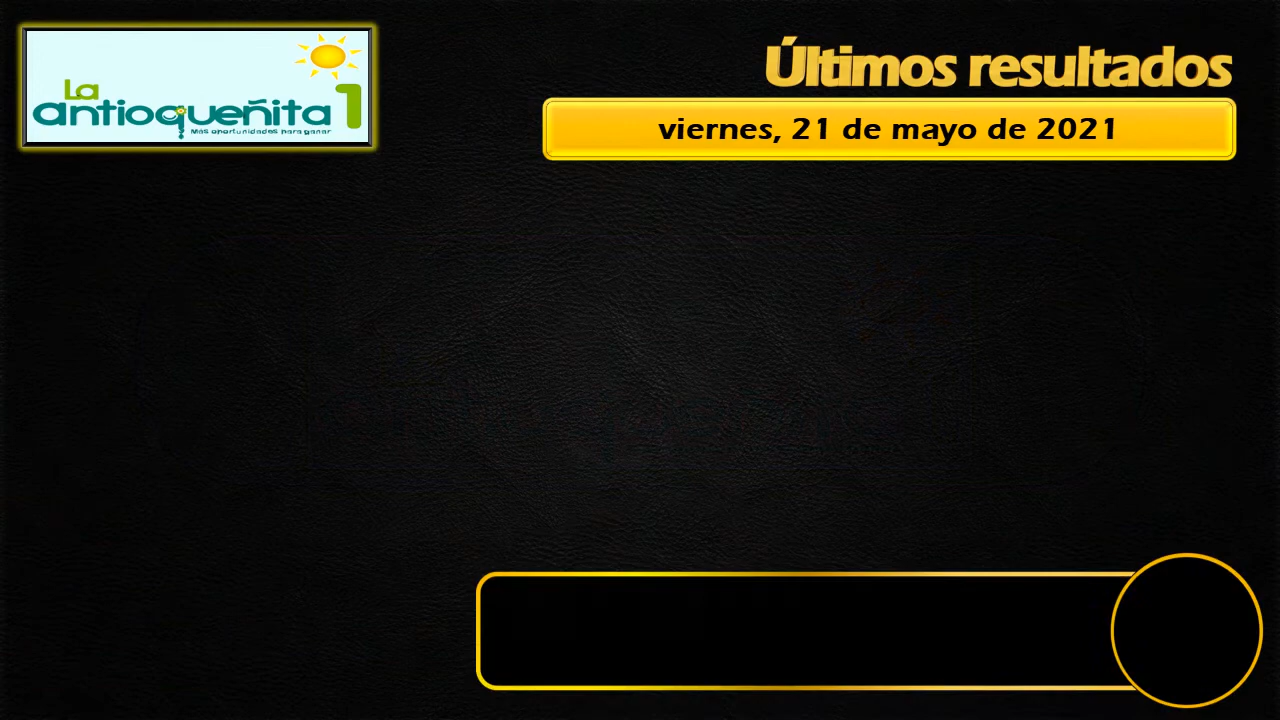 La
antioqueñita 1
Más oportunidades para ganar
Últimos resultados
viernes, 21 de mayo de 2021